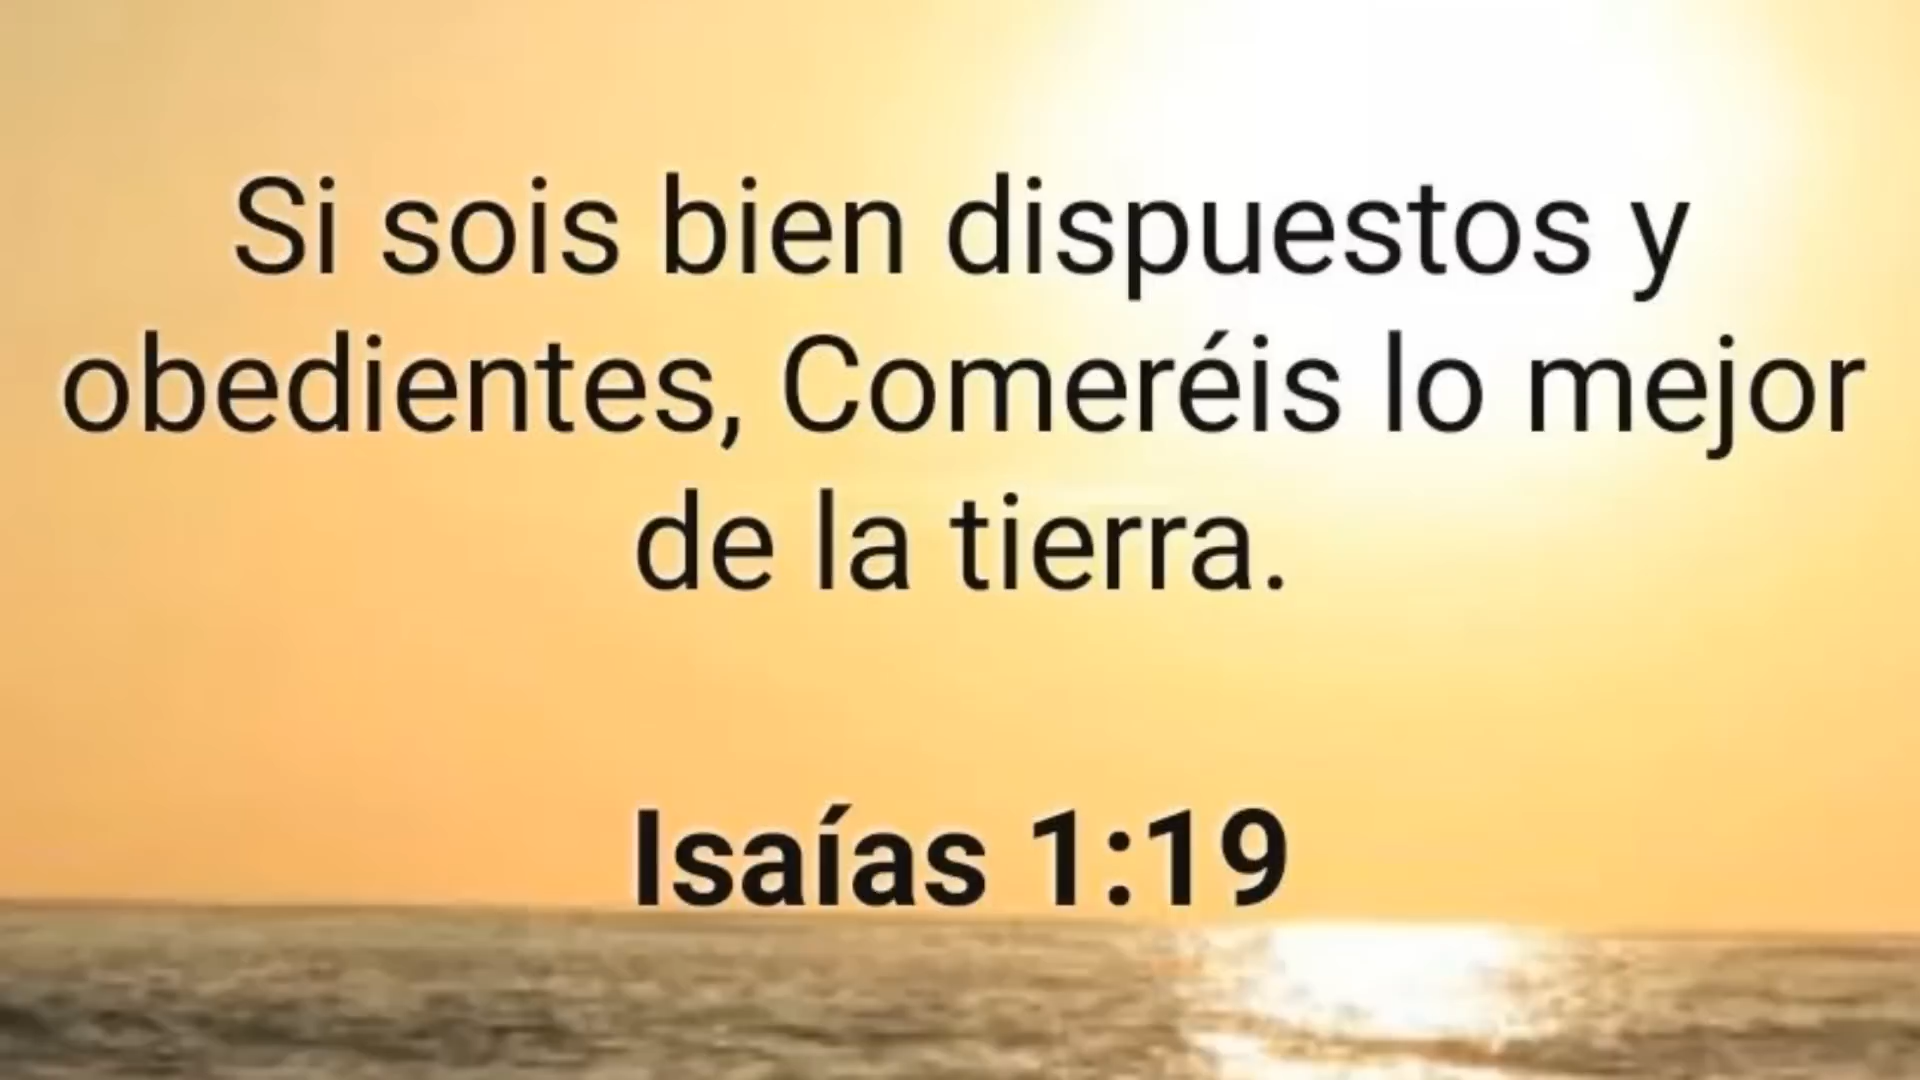 Si sois bien dispuestos y
obedientes, Comeréis lo mejor
de la tierra.
Isaías 1:19